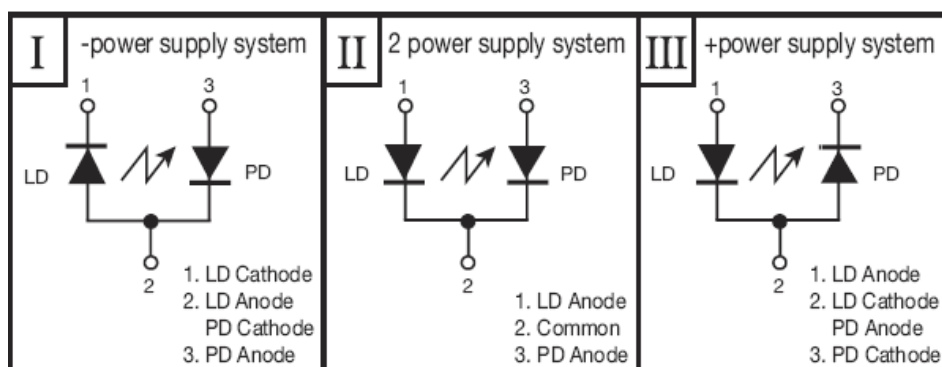 I -power supply system
1 3
LD PD
2
1. LD Cathode
2. LD Anode
PD Cathode
3. PD Anode
II 2 power supply system
1 3
LD PD
2
1. LD Anode
2. Common
3. PD Anode
III +power supply system
1 3
LD PD
2
1. LD Anode
2. LD Cathode
PD Anode
3. PD Cathode